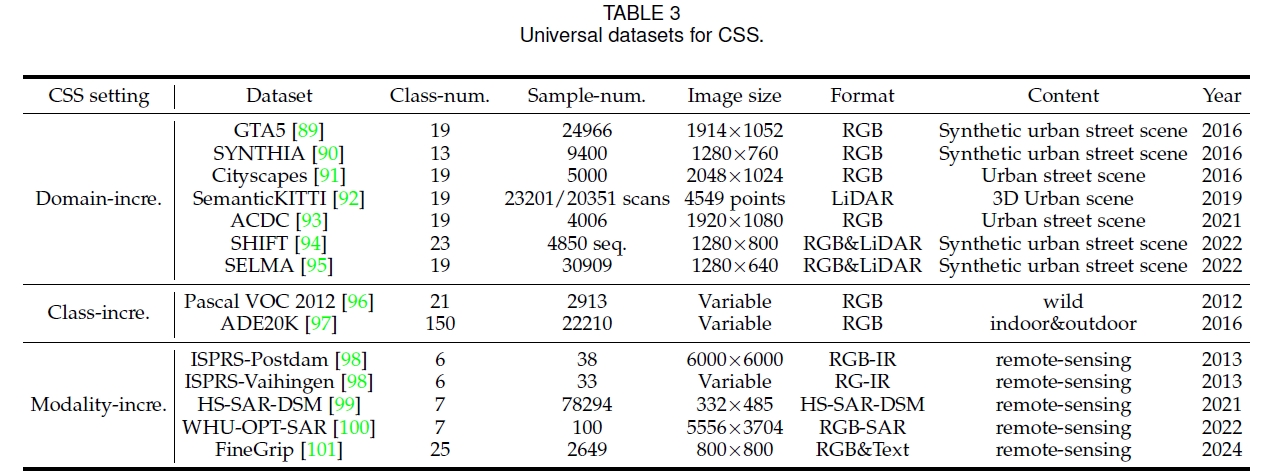 TABLE 3
Universal datasets for CSS.
CSS setting Dataset Class-num. Sample-num. Image size Format Content Year
Domain-incre.
GTA5 [89] 19 24966 1914×1052 RGB Synthetic urban street scene 2016
SYNTHIA [90] 13 9400 1280×760 RGB Synthetic urban street scene 2016
Cityscapes [91] 19 5000 2048×1024 RGB Urban street scene 2016
SemanticKITTI [92] 19 23201/20351 scans 4549 points LiDAR 3D Urban scene 2019
ACDC [93] 19 4006 1920×1080 RGB Urban street scene 2021
SHIFT [94] 23 4850 seq. 1280×800 RGB&LiDAR Synthetic urban street scene 2022
SELMA [95] 19 30909 1280×640 RGB&LiDAR Synthetic urban street scene 2022
Class-incre.
Pascal VOC 2012 [96] 21 2913 Variable RGB wild 2012
ADE20K [97] 150 22210 Variable RGB indoor&outdoor 2016
Modality-incre.
ISPRS-Postdam [98] 6 38 6000×6000 RGB-IR remote-sensing 2013
ISPRS-Vaihingen [98] 6 33 Variable RG-IR remote-sensing 2013
HS-SAR-DSM [99] 7 78294 332×485 HS-SAR-DSM remote-sensing 2021
WHU-OPT-SAR [100] 7 100 5556×3704 RGB-SAR remote-sensing 2022
FineGrip [101] 25 2649 800×800 RGB&Text remote-sensing 2024